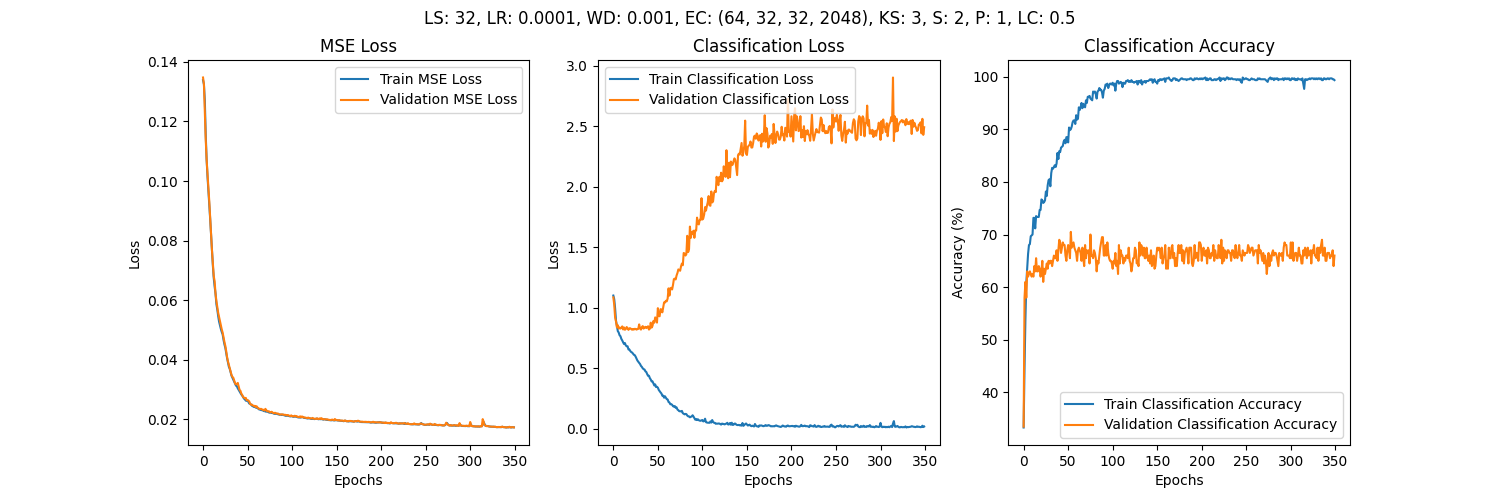 LS: 32, LR: 0.0001, WD: 0.001, EC: (64, 32, 32, 2048), KS: 3, S: 2, P: 1, LC: 0.5
MSE Loss
Train MSE Loss
Validation MSE Loss
Loss
0.14
0.12
0.10
0.08
0.06
0.04
0.02
0 50 100 150 200 250 300 350
Epochs
Classification Loss
Train Classification Loss
Validation Classification Loss
Loss
3.0
2.5
2.0
1.5
1.0
0.5
0.0
0 50 100 150 200 250 300 350
Epochs
Classification Accuracy
Accuracy (%)
100
90
80
70
60
50
40
Train Classification Accuracy
Validation Classification Accuracy
0 50 100 150 200 250 300 350
Epochs